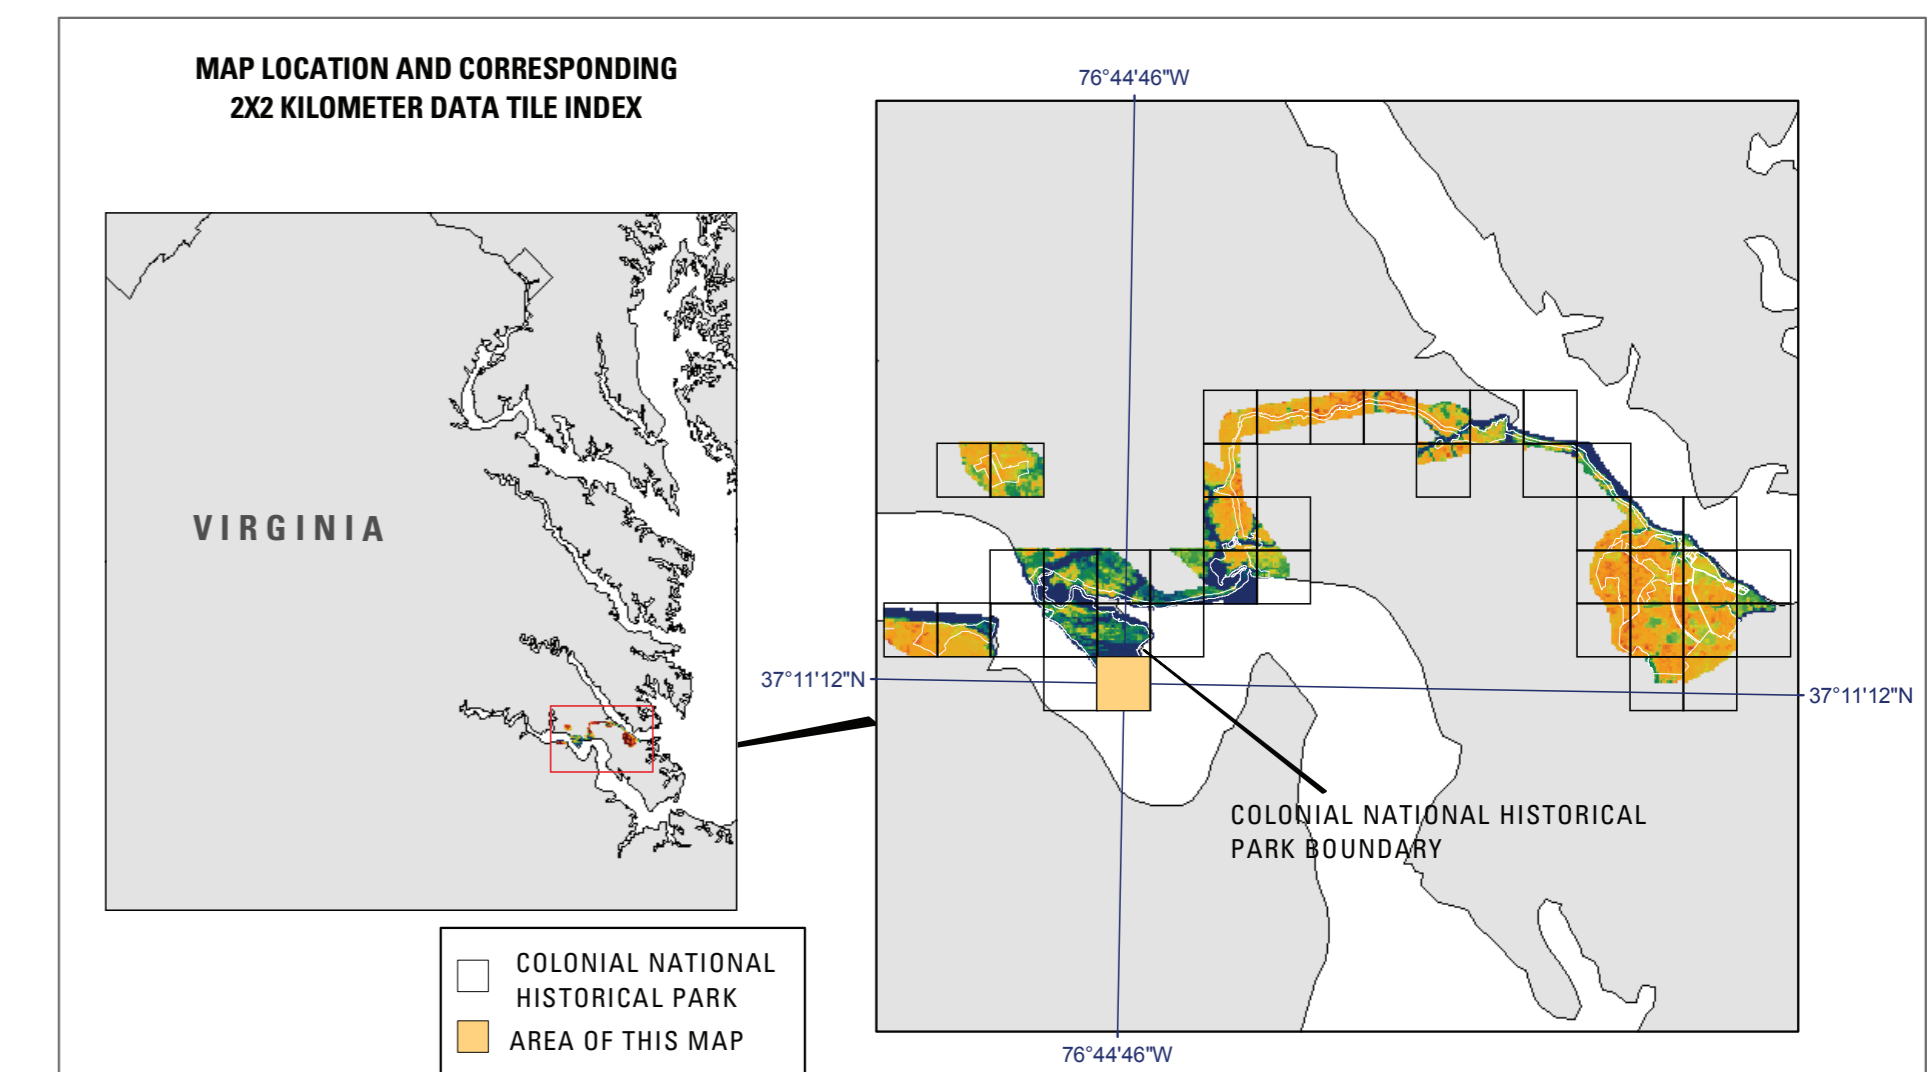 MAP LOCATION AND CORRESPONDING
2X2 KILOMETER DATA TILE INDEX
VIRGINIA
COLONIAL NATIONAL
HISTORICAL PARK
AREA OF THIS MAP
76°44'46"W
37°11'12"N
37°11'12"N
COLONIAL NATIONAL HISTORICAL
PARK BOUNDARY
76°44'46"W